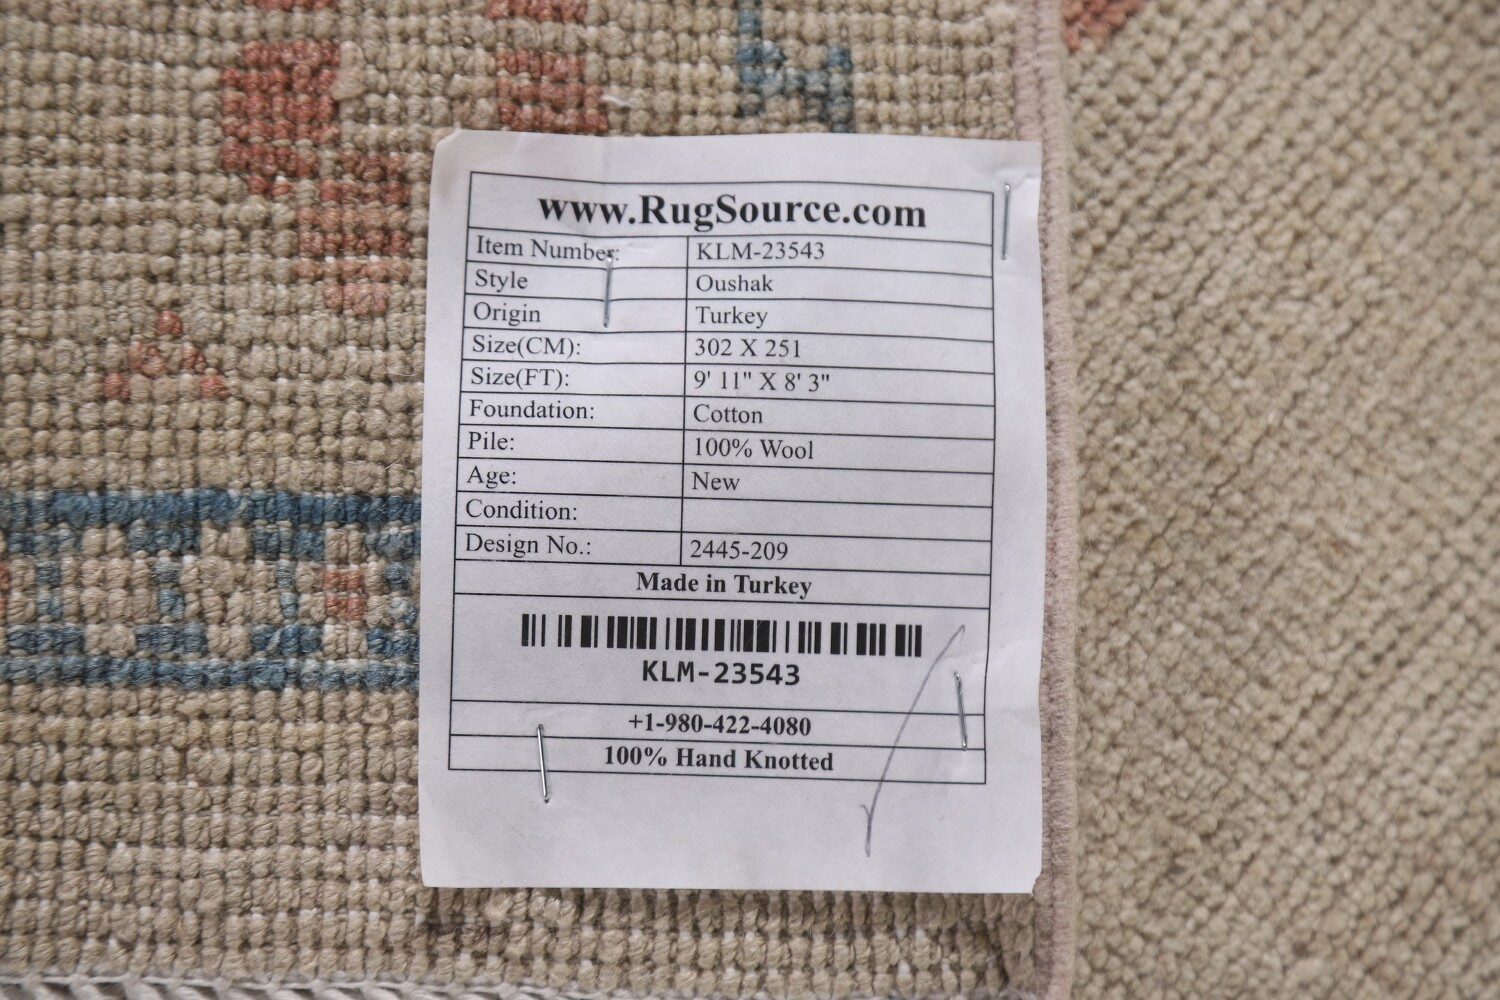 www.RugSource.com
Item Number: KLM-23543
Style Oushak
Origin Turkey
Size(CM): 302 X 251
Size(FT): 9' 11" X 8' 3"
Foundation: Cotton
Pile: 100% Wool
Age: New
Condition:
Design No.: 2445-209
Made in Turkey
KLM-23543
+1-980-422-4080
100% Hand Knotted